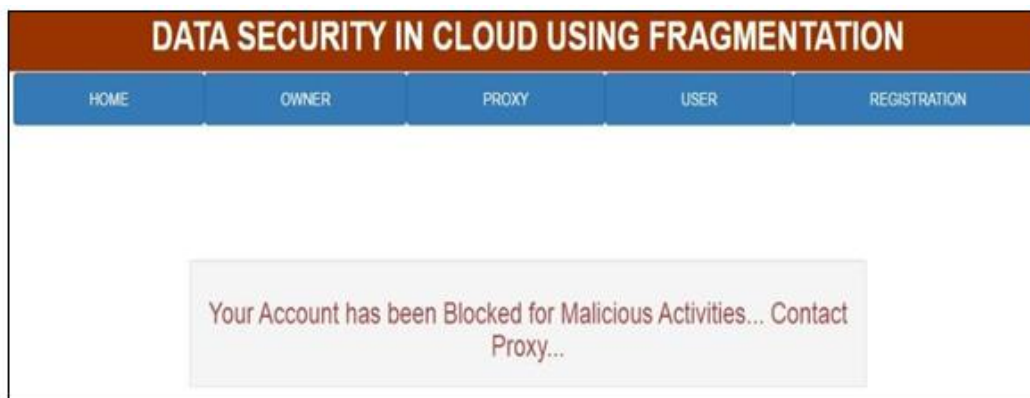 DATA SECURITY IN CLOUD USING FRAGMENTATION
HOME OWNER PROXY USER REGISTRATION
Your Account has been Blocked for Malicious Activities... Contact
Proxy...